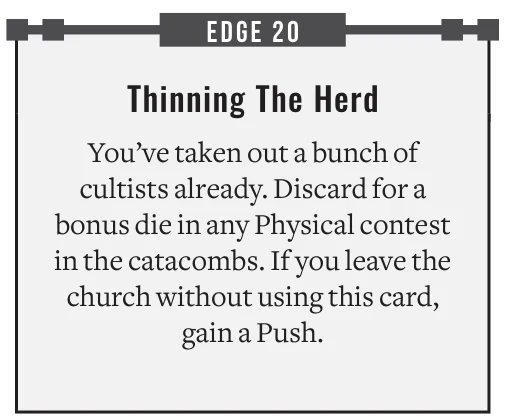 EDGE 20
Thinning The Herd
You’ve taken out a bunch of
cultists already. Discard for a
bonus die in any Physical contest
in the catacombs. If you leave the
church without using this card,
gain a Push.